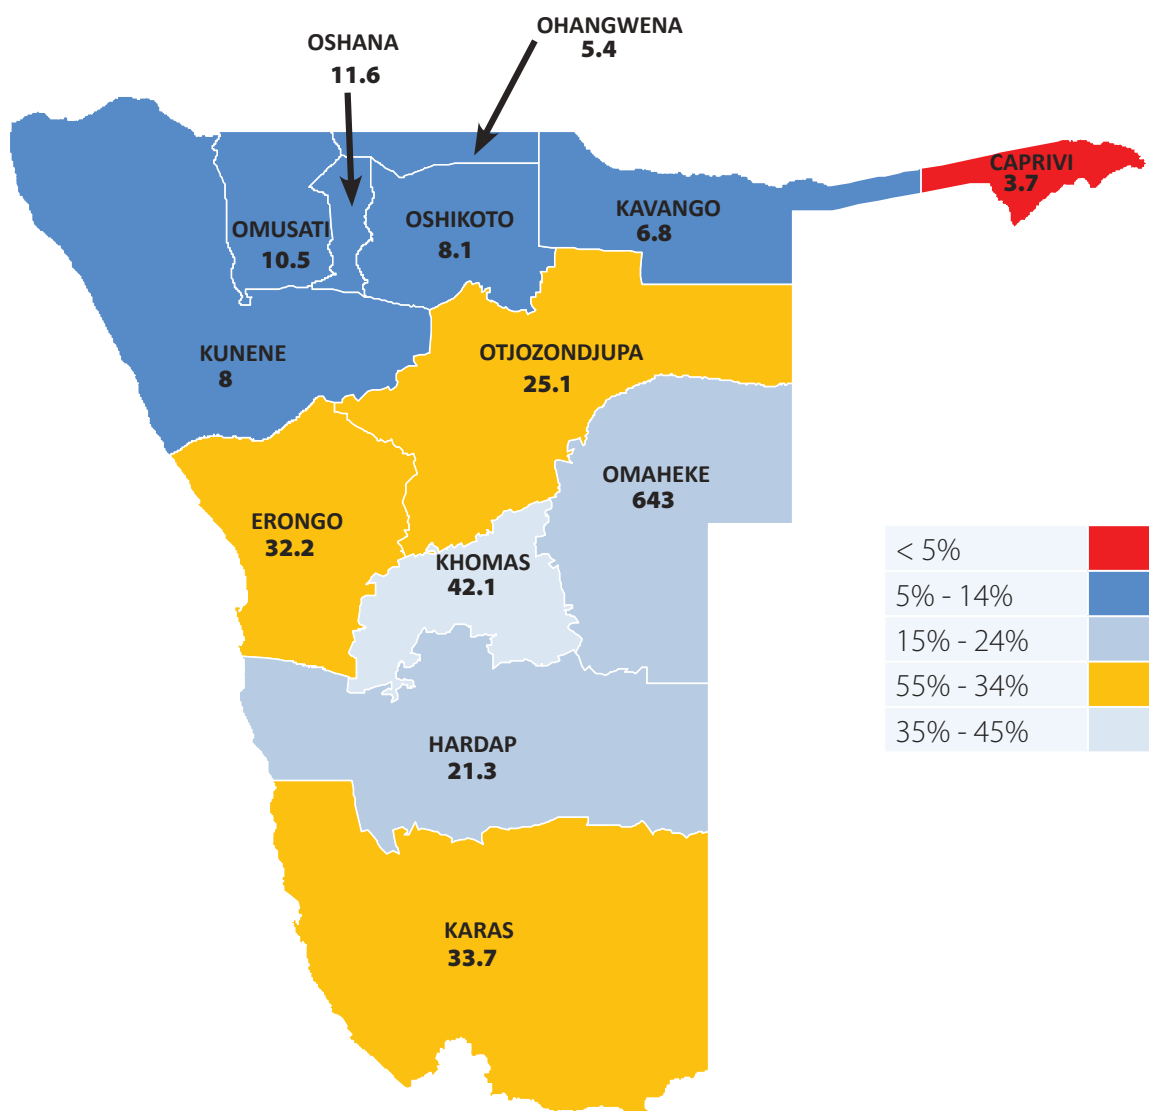 OHANGWENA
5.4
OSHANA
11.6
CAPRIVI
3.7
KAVANGO
6.8
OSHIKOTO
8.1
OMUSATI
10.5
KUNENE
8
OTJOZONDJUPA
25.1
OMAHEKE
643
ERONGO
32.2
KHOMAS
42.1
HARDAP
21.3
KARAS
33.7
< 5%
5% - 14%
15% - 24%
55% - 34%
35% - 45%